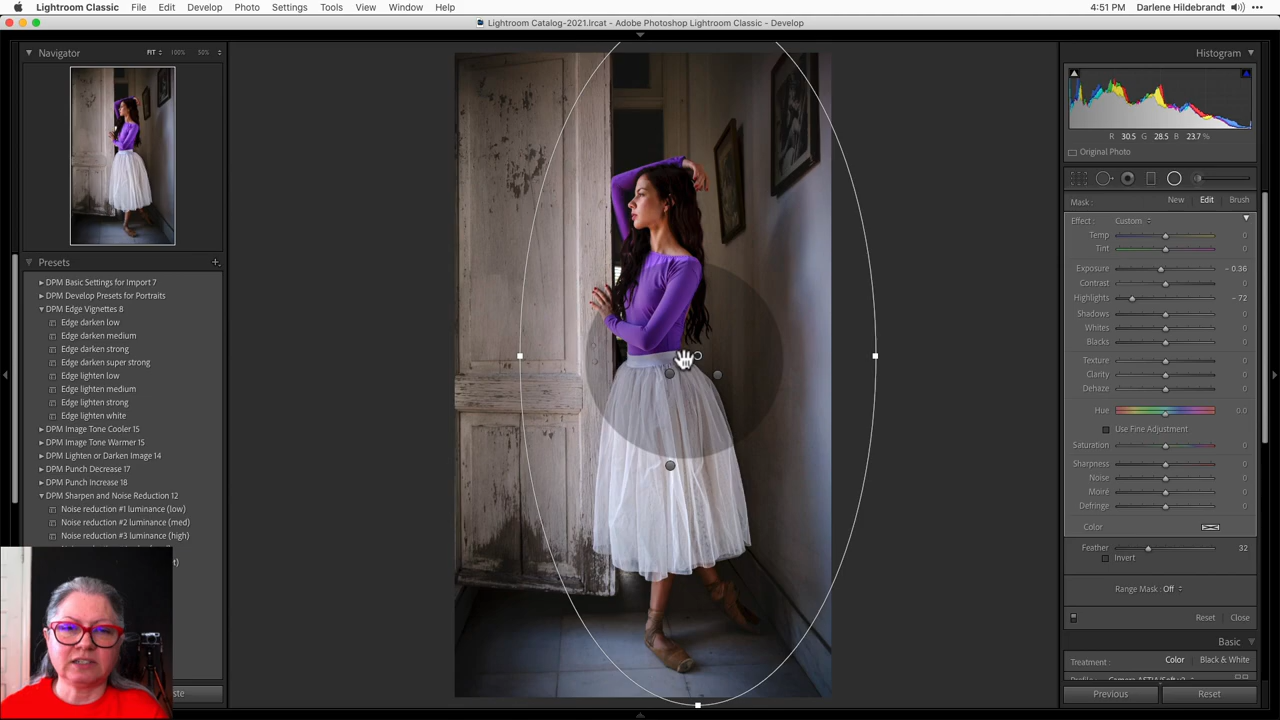 Lightroom Classic File Edit Develop Photo Settings Tools View Window Help 4:51 PM Darlene Hildebrandt
Lightroom Catalog-2021.lrcat - Adobe Photoshop Lightroom Classic - Develop
Navigator FIT 100% 50%
Histogram
R 30.5 G 28.5 B 23.7 %
Original Photo
Mask : New Edit Brush
Effect : Custom
Temp 0
Tint 0
Exposure – 0.36
Contrast 0
Highlights – 72
Shadows 0
Whites 0
Blacks 0
Texture 0
Clarity 0
Dehaze 0
Hue 0.0
Use Fine Adjustment
Saturation 0
Sharpness 0
Noise 0
Moiré 0
Defringe 0
Color
Feather 32
Invert
Range Mask : Off
Reset Close
Basic
Treatment : Color Black & White
Previous Reset
Presets +
DPM Basic Settings for Import 7
DPM Develop Presets for Portraits
DPM Edge Vignettes 8
Edge darken low
Edge darken medium
Edge darken strong
Edge darken super strong
Edge lighten low
Edge lighten medium
Edge lighten strong
Edge lighten white
DPM Image Tone Cooler 15
DPM Image Tone Warmer 15
DPM Lighten or Darken Image 14
DPM Punch Decrease 17
DPM Punch Increase 18
DPM Sharpen and Noise Reduction 12
Noise reduction #1 luminance (low)
Noise reduction #2 luminance (med)
Noise reduction #3 luminance (high)